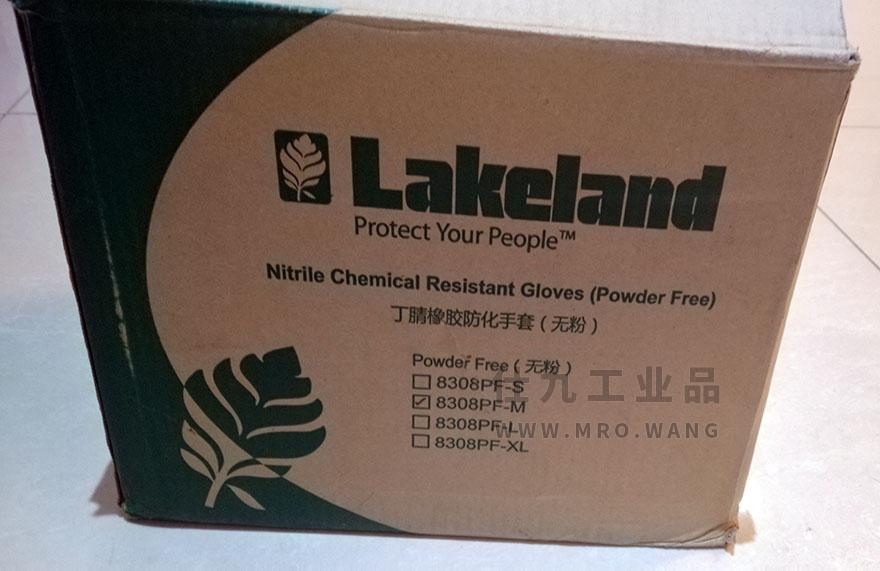 Lakeland
Protect Your People™
Nitrile Chemical Resistant Gloves (Powder Free)
丁腈橡胶防化手套（无粉）
Powder Free（无粉）
☐ 8308PF-S
☑ 8308PF-M
☐ 8308PF-L
☐ 8308PF-XL
佳九工业品
WWW.MRO.WANG